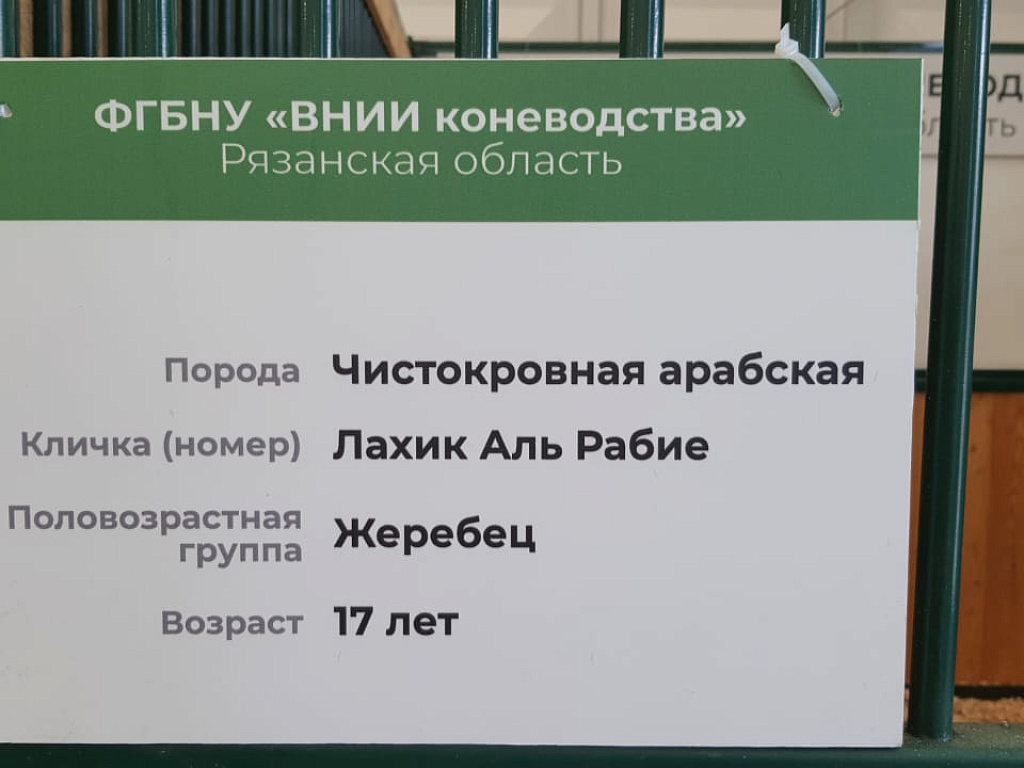 ФГБНУ «ВНИИ коневодства»
Рязанская область
Порода Чистокровная арабская
Кличка (номер) Лахик Аль Рабие
Половозрастная
группа Жеребец
Возраст 17 лет